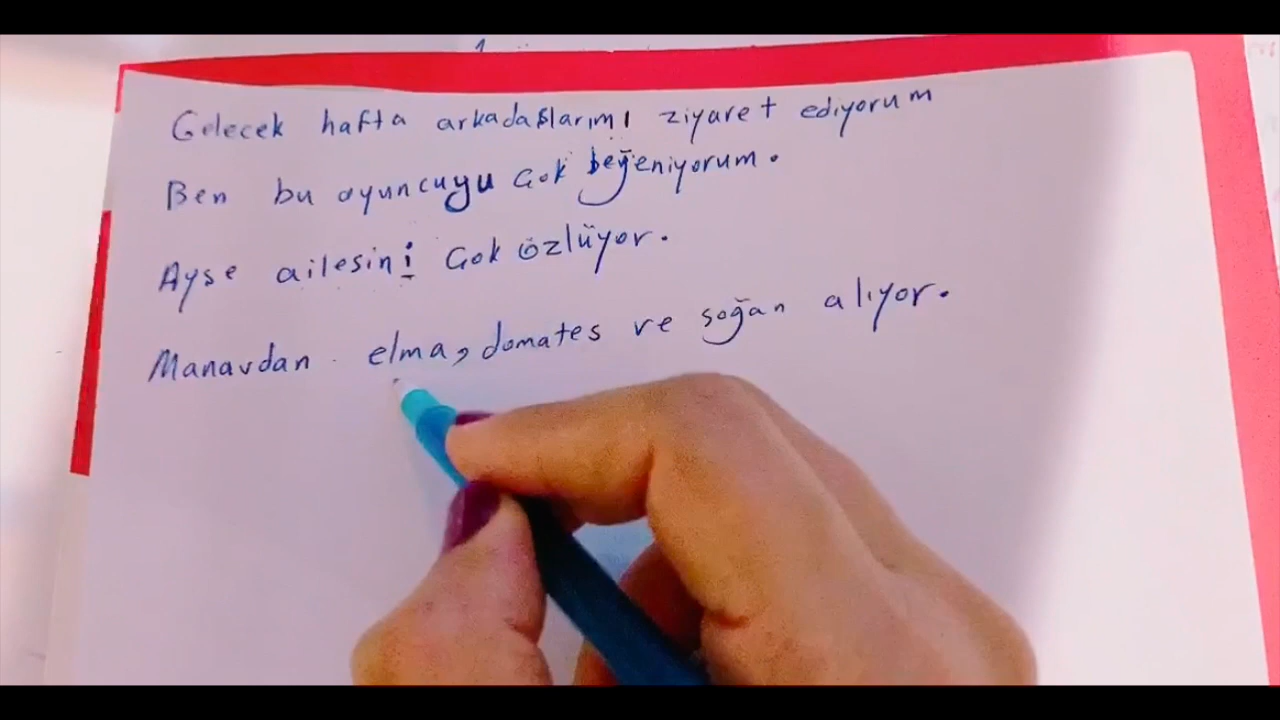 Gelecek hafta arkadaşlarımı ziyaret ediyorum
Ben bu oyuncuyu çok beğeniyorum.
Ayşe ailesini çok özlüyor.
Manavdan elma, domates ve soğan alıyor.